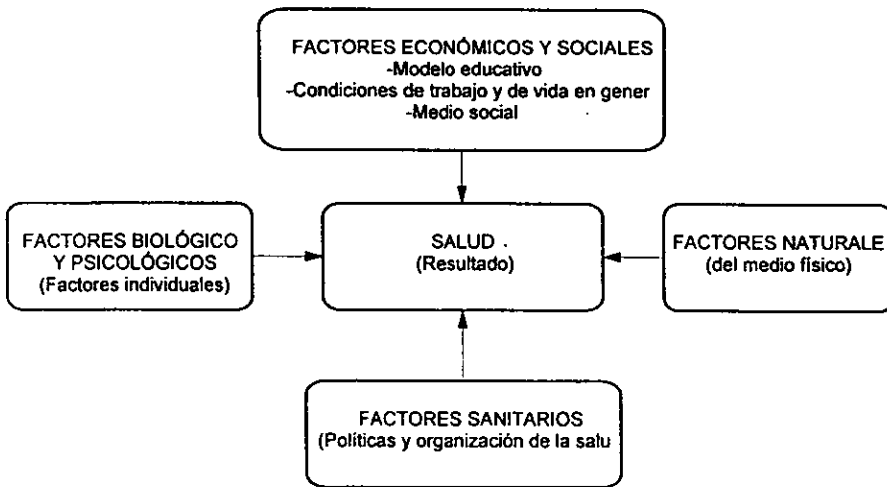 FACTORES ECONÓMICOS Y SOCIALES
-Modelo educativo
-Condiciones de trabajo y de vida en gener
-Medio social
FACTORES BIOLÓGICO
Y PSICOLÓGICOS
(Factores individuales)
SALUD
(Resultado)
FACTORES NATURALE
(del medio físico)
FACTORES SANITARIOS
(Políticas y organización de la salu